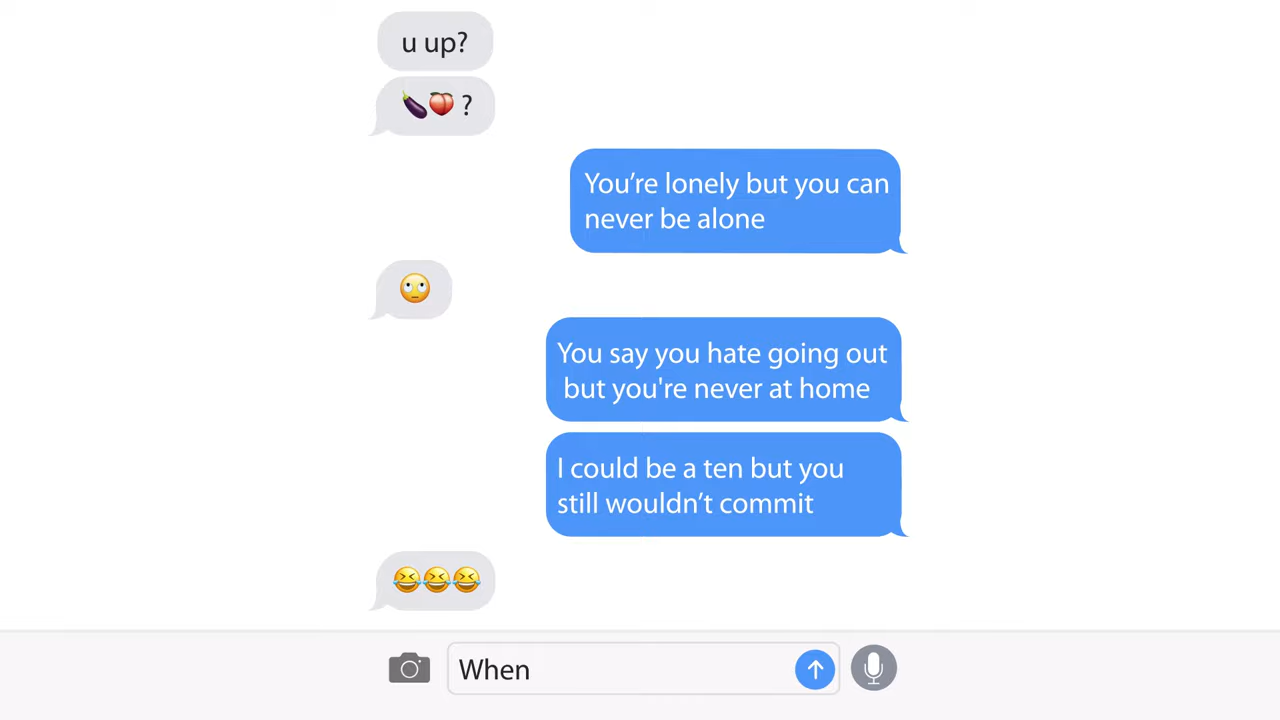 u up?
🍆🍑 ?
You’re lonely but you can
never be alone
🙄
You say you hate going out
but you're never at home
I could be a ten but you
still wouldn’t commit
😆😆😆
When